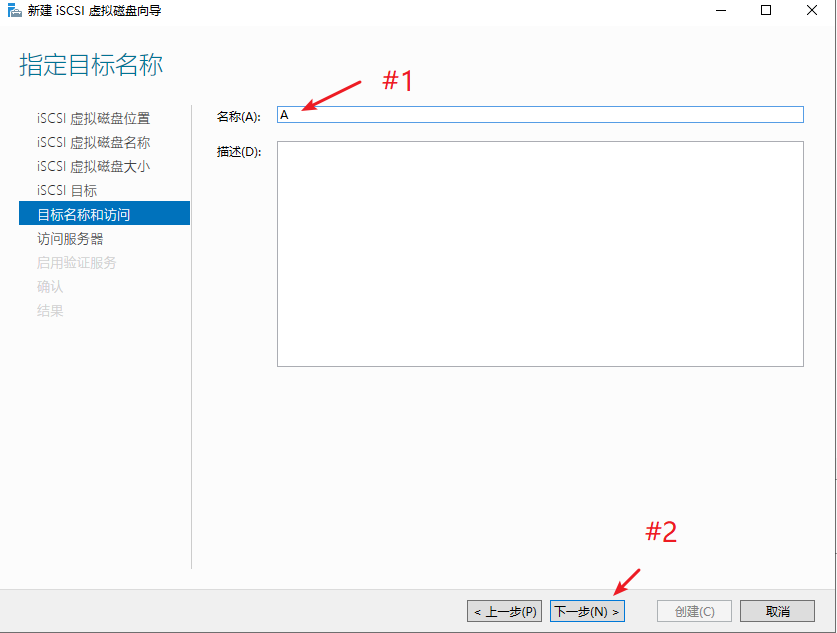 新建 iSCSI 虚拟磁盘向导
指定目标名称
#1
iSCSI 虚拟磁盘位置
iSCSI 虚拟磁盘名称
iSCSI 虚拟磁盘大小
iSCSI 目标
目标名称和访问
访问服务器
启用验证服务
确认
结果
名称(A):
A
描述(D):
#2
< 上一步(P)
下一步(N) >
创建(C)
取消